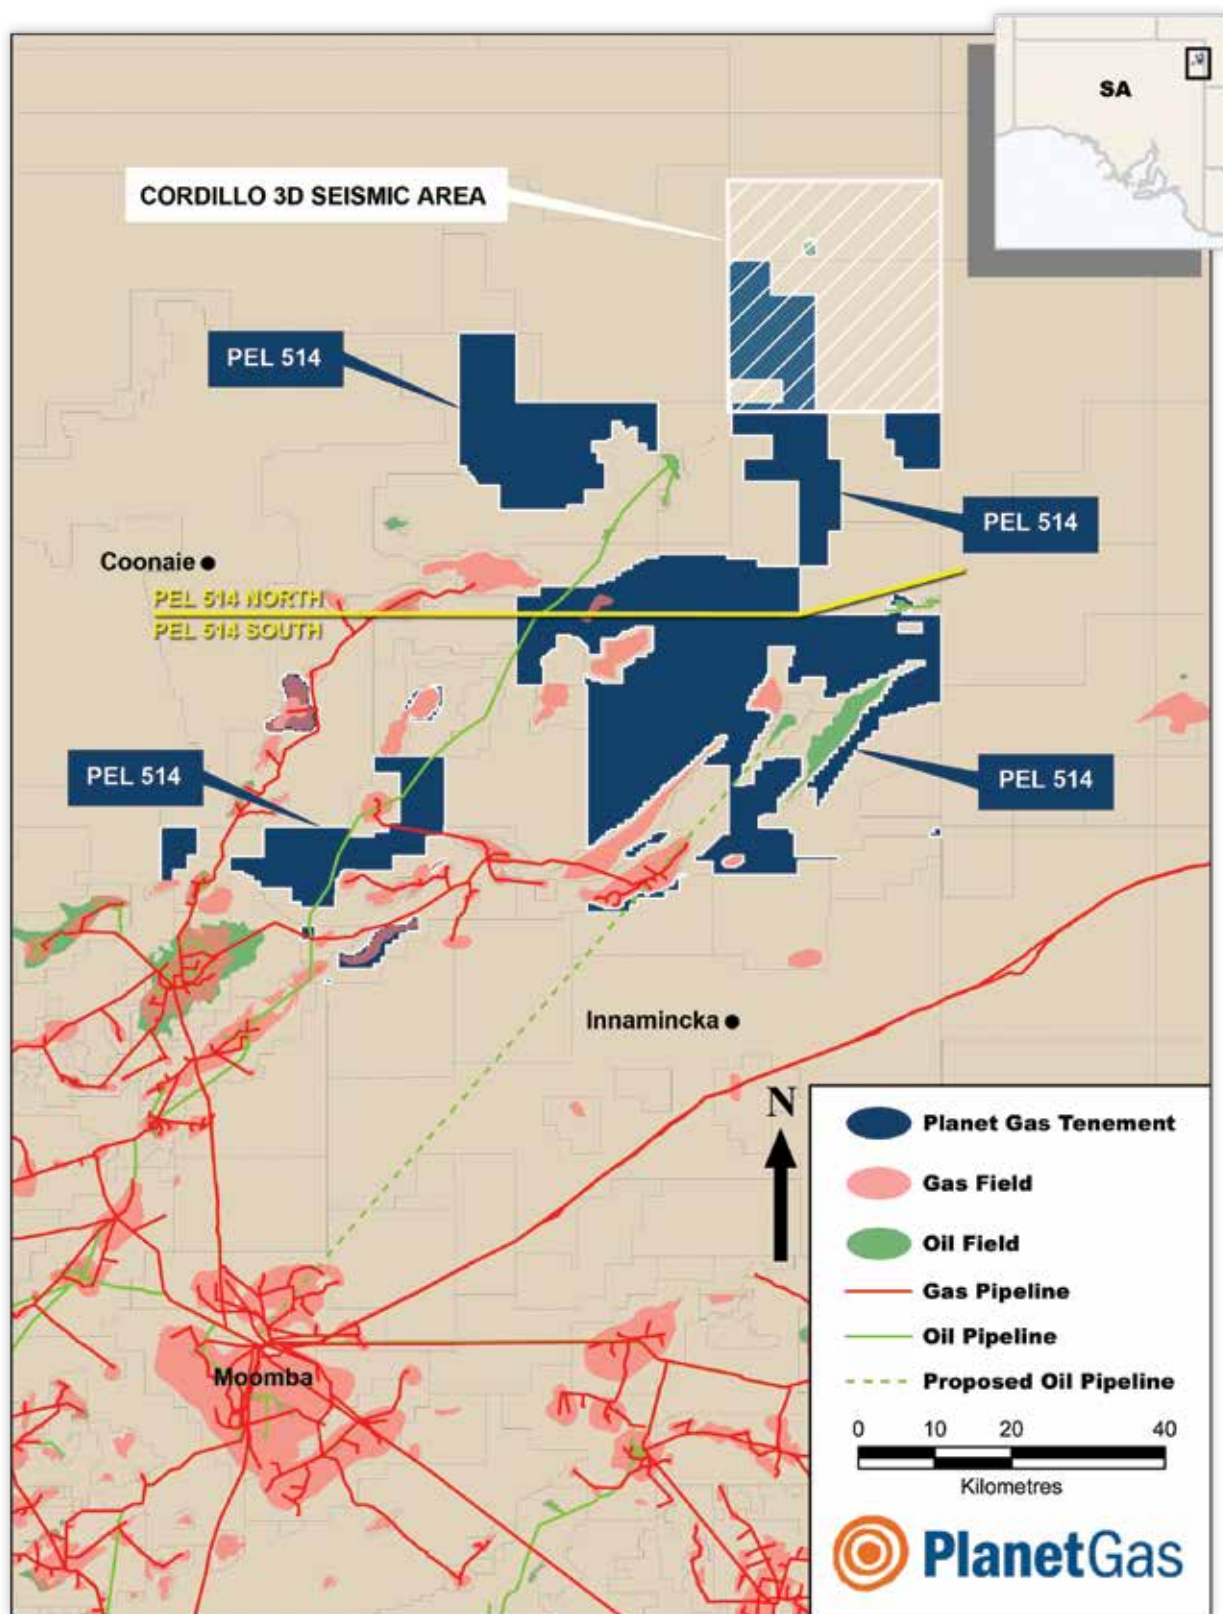 SA
CORDILLO 3D SEISMIC AREA
PEL 514
PEL 514
Coonaie
PEL 514 NORTH
PEL 514 SOUTH
PEL 514
PEL 514
Innamincka
N
Moomba
Planet Gas Tenement
Gas Field
Oil Field
Gas Pipeline
Oil Pipeline
Proposed Oil Pipeline
0 10 20 40
Kilometres
PlanetGas